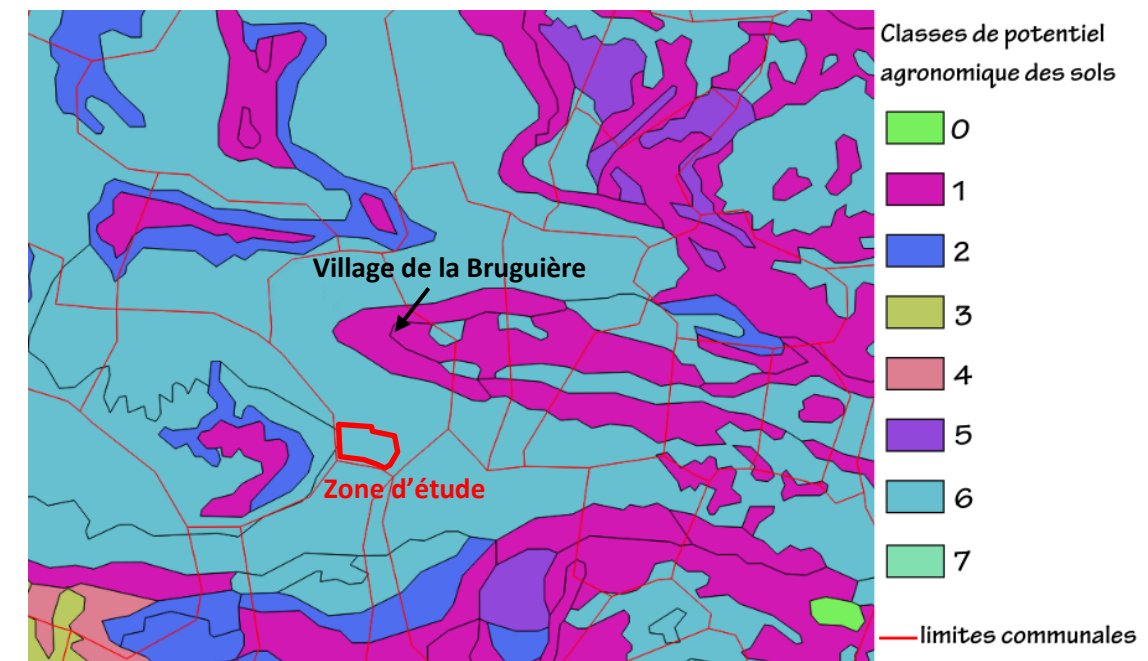 Classes de potentiel
agronomique des sols
0
1
2
3
4
5
6
7
limites communales
Village de la Bruguière
Zone d'étude